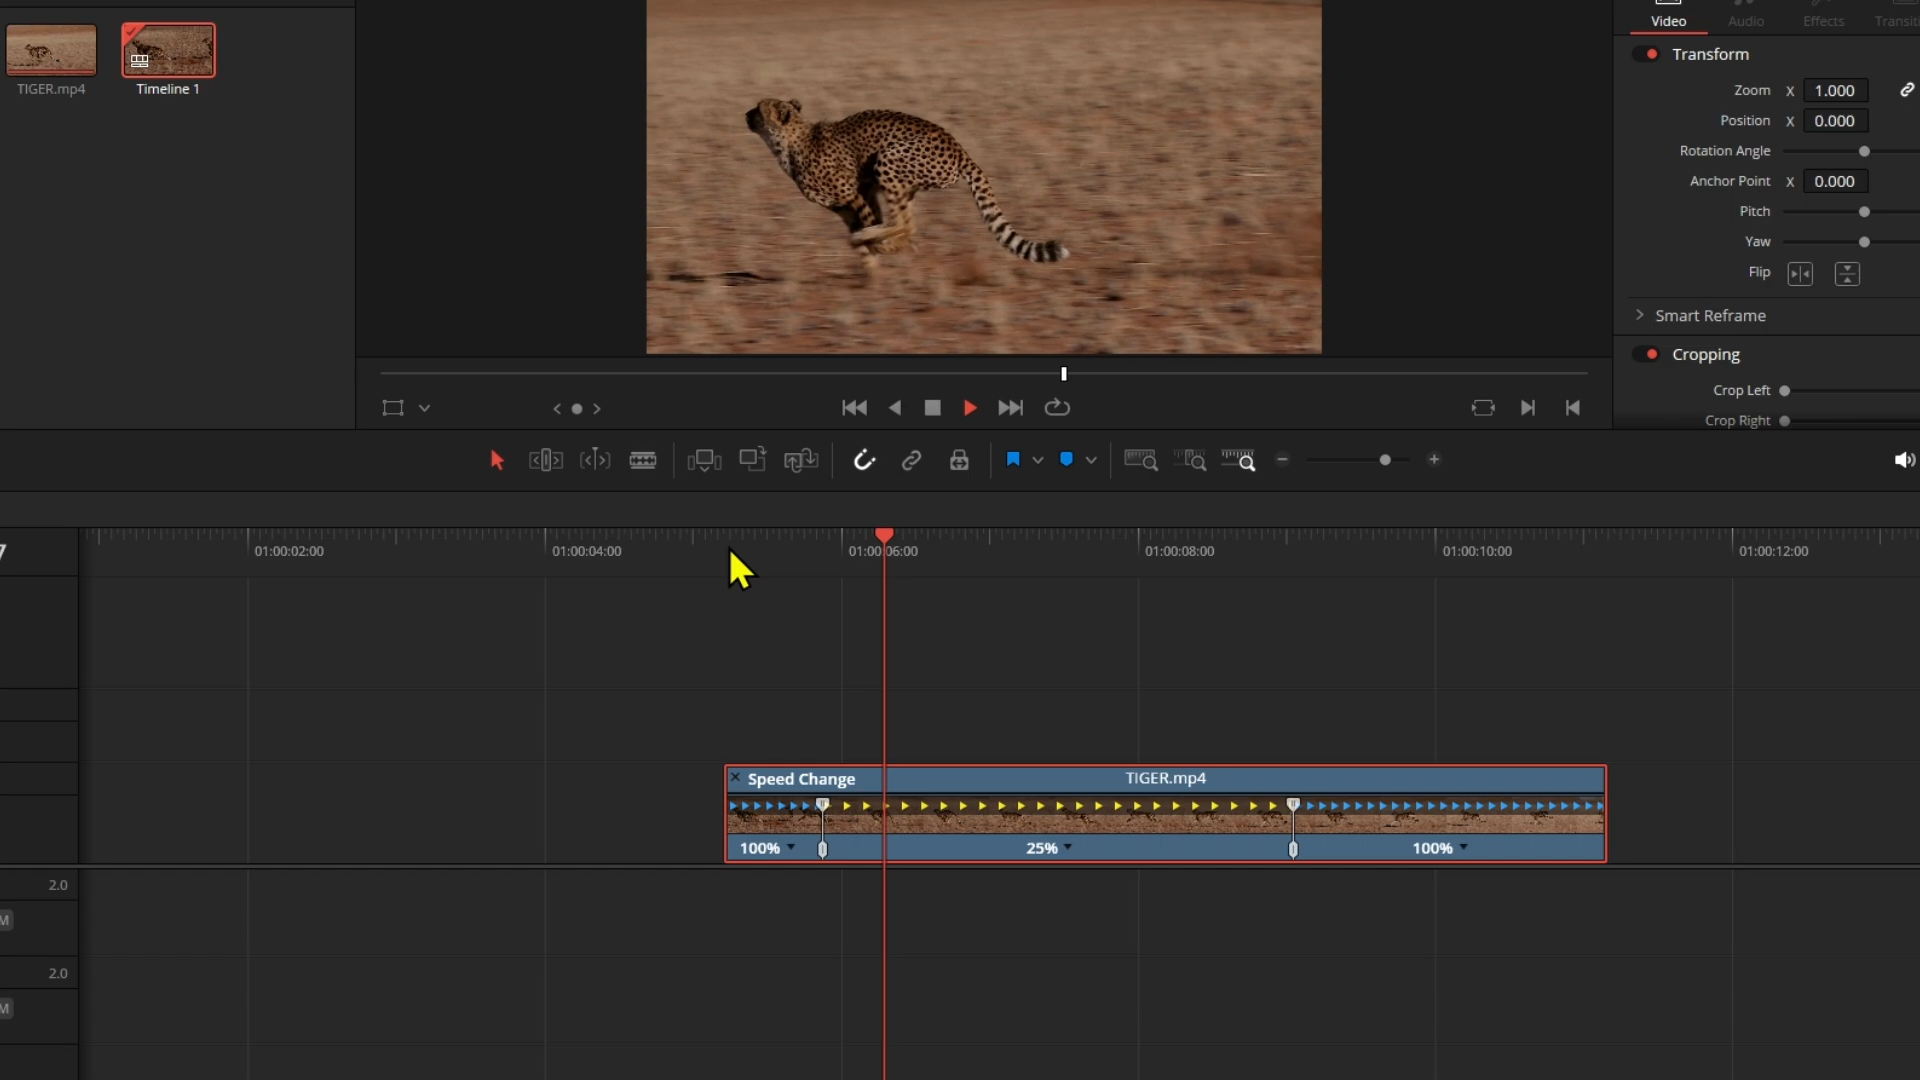 Video Audio Effects
Transform
Zoom X 1.000
Position X 0.000
Rotation Angle
Anchor Point X 0.000
Pitch
Yaw
Flip
Smart Reframe
Cropping
Crop Left
Crop Right
TIGER.mp4
Timeline 1
01:00:02:00 01:00:04:00 01:00:06:00 01:00:08:00 01:00:10:00 01:00:12:00
Speed Change TIGER.mp4
100% 25% 100%
2.0
M
2.0
M